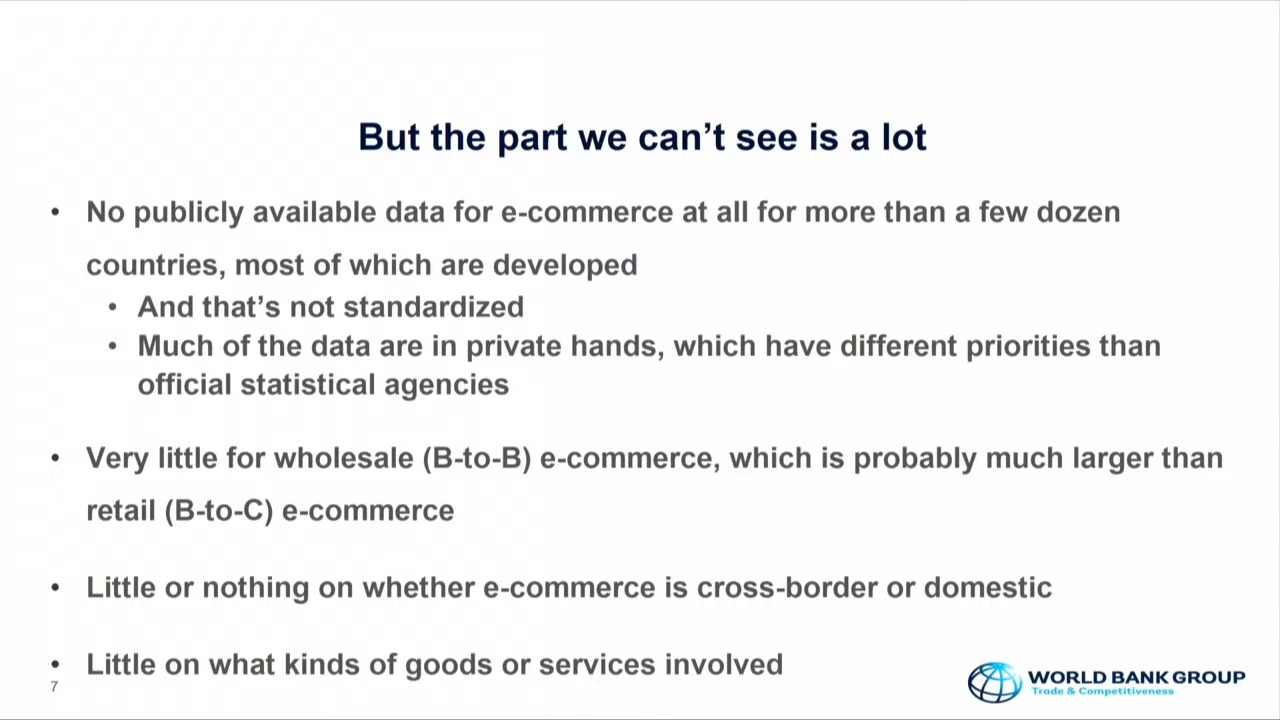 But the part we can't see is a lot
• No publicly available data for e-commerce at all for more than a few dozen
countries, most of which are developed
• And that's not standardized
• Much of the data are in private hands, which have different priorities than
official statistical agencies
• Very little for wholesale (B-to-B) e-commerce, which is probably much larger than
retail (B-to-C) e-commerce
• Little or nothing on whether e-commerce is cross-border or domestic
• Little on what kinds of goods or services involved
7
WORLD BANK GROUP
Trade & Competitiveness